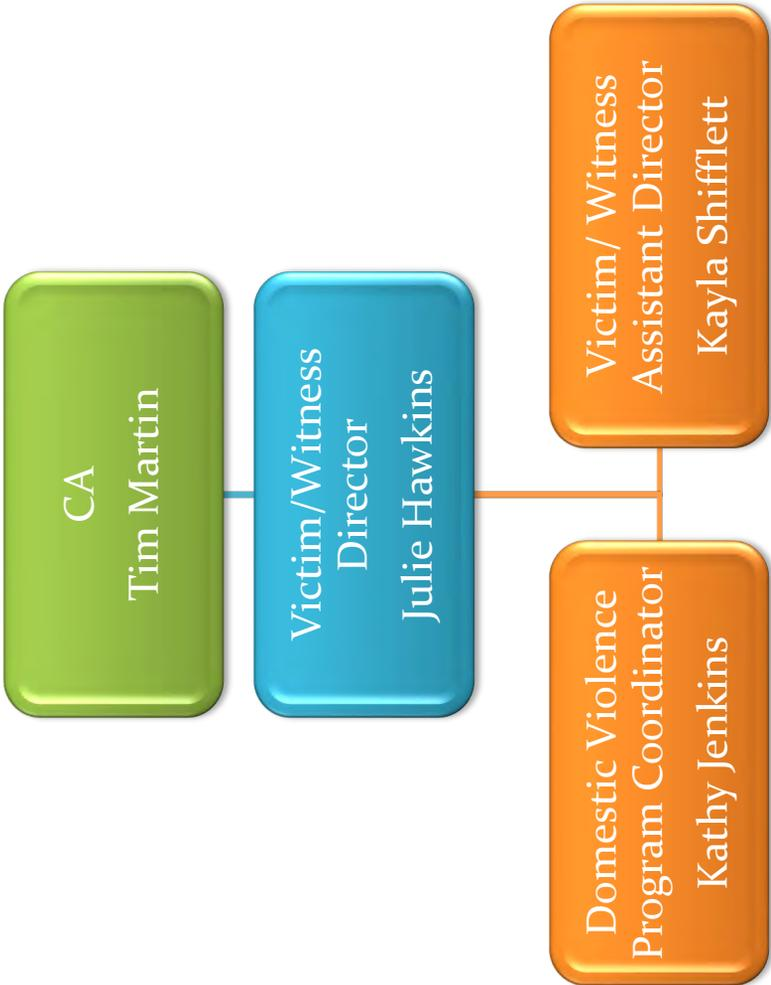 CA
Tim Martin
Victim/Witness
Director
Julie Hawkins
Domestic Violence
Program Coordinator
Kathy Jenkins
Victim/ Witness
Assistant Director
Kayla Shifflett